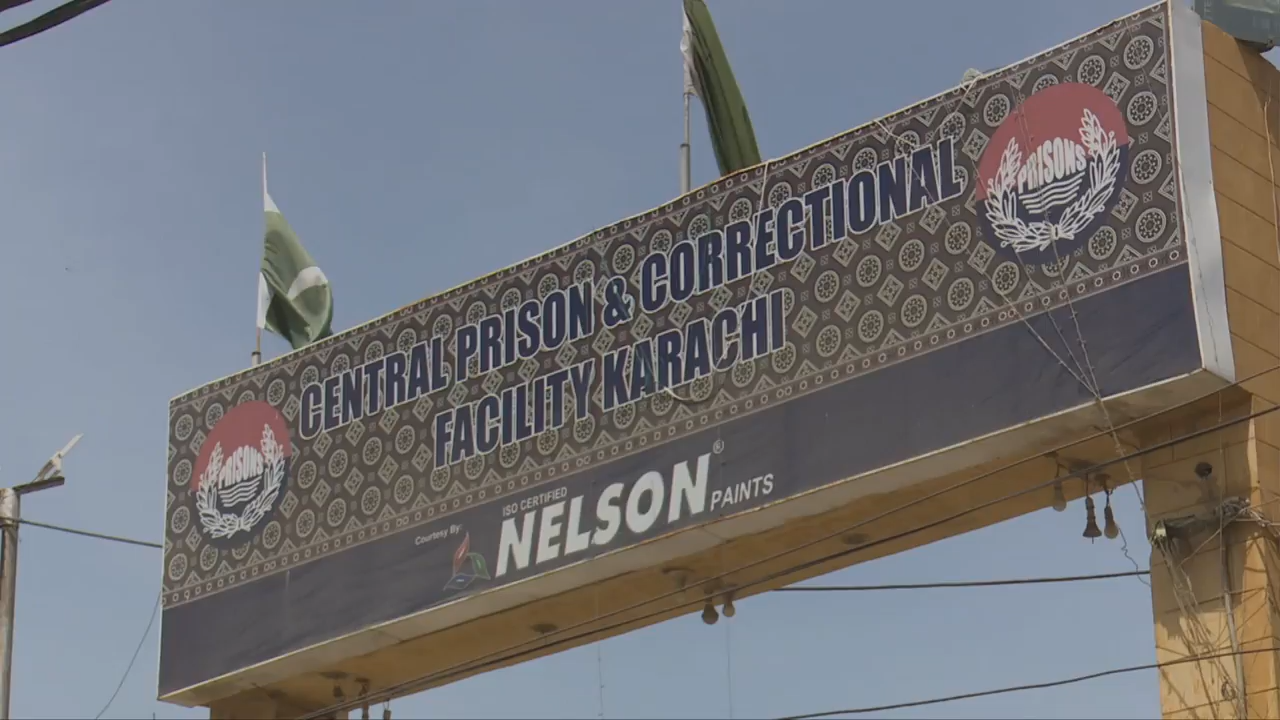 CENTRAL PRISON & CORRECTIONAL
FACILITY KARACHI
PRISONS
PRISONS
Courtesy By:
ISO CERTIFIED
NELSON®
PAINTS